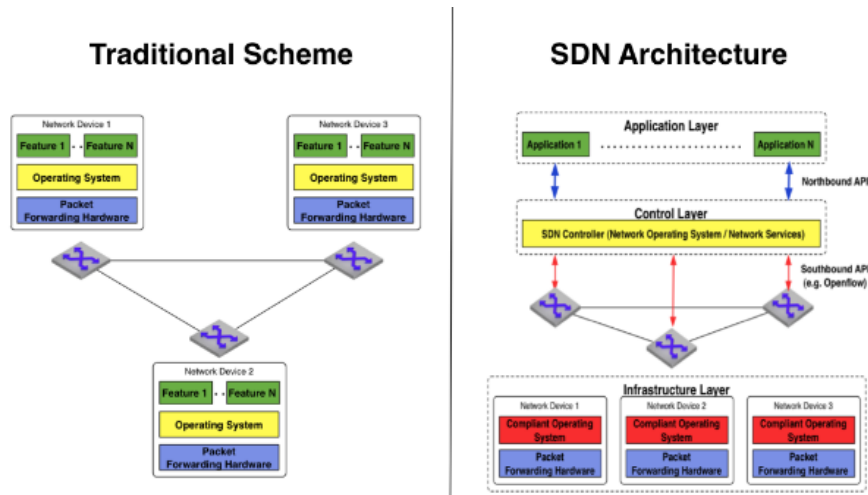 Traditional Scheme
Network Device 1
Feature 1 . . Feature N
Operating System
Packet
Forwarding Hardware
Network Device 3
Feature 1 . . Feature N
Operating System
Packet
Forwarding Hardware
Network Device 2
Feature 1 . . Feature N
Operating System
Packet
Forwarding Hardware
SDN Architecture
Application Layer
Application 1 . . . . . . . . . . . . . . . . . . . . . Application N
Northbound API
Control Layer
SDN Controller (Network Operating System / Network Services)
Southbound API
(e.g. Openflow)
Infrastructure Layer
Network Device 1
Compliant Operating
System
Packet
Forwarding Hardware
Network Device 2
Compliant Operating
System
Packet
Forwarding Hardware
Network Device 3
Compliant Operating
System
Packet
Forwarding Hardware